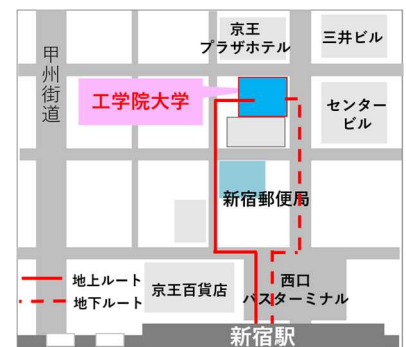 京王
プラザホテル
三井ビル
甲州街道
工学院大学
センター
ビル
新宿郵便局
地上ルート
地下ルート
京王百貨店
西口
バスターミナル
新宿駅